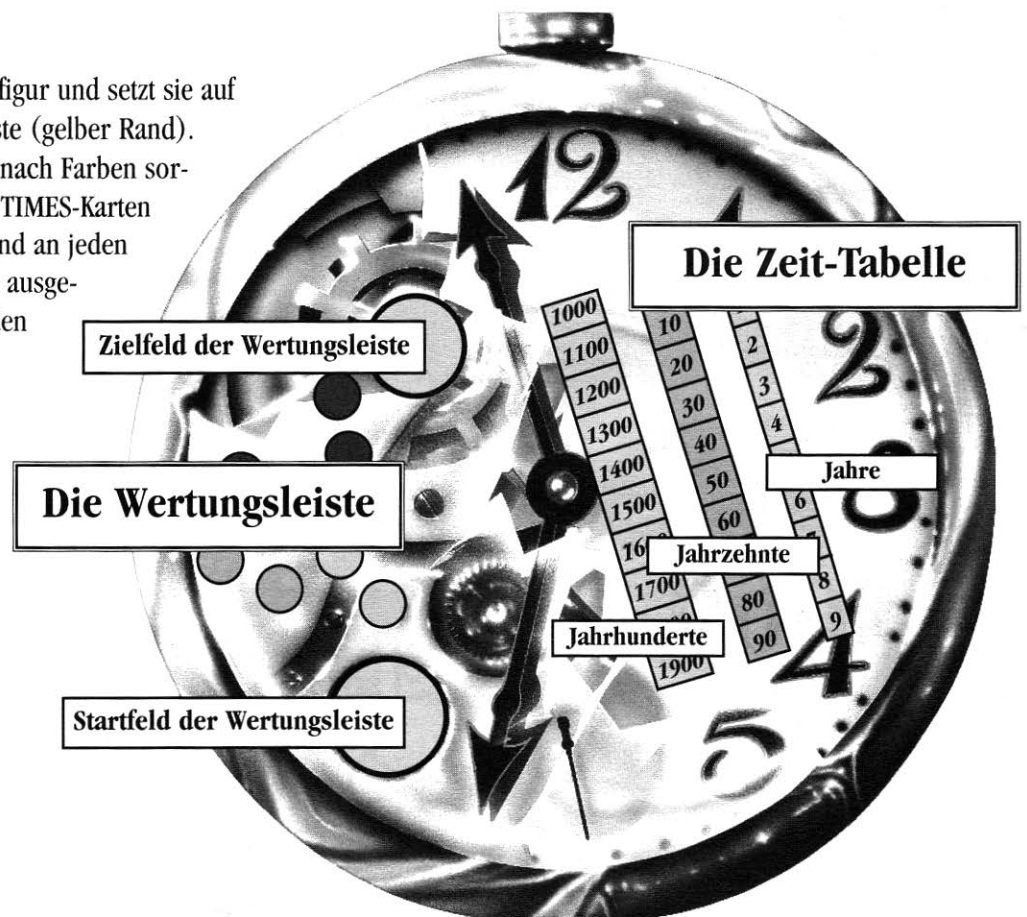 figur und setzt sie auf
ste (gelber Rand).
nach Farben sor-
TIMES-Karten
nd an jeden
ausge-
en
12
Die Zeit-Tabelle
Zielfeld der Wertungsleiste
1000
1100
1200
1300
1400
1500
1700
1900
10
20
30
40
50
60
80
90
2
3
4
6
8
9
2
Jahre
Die Wertungsleiste
Jahrzehnte
Jahrhunderte
4
Startfeld der Wertungsleiste
5